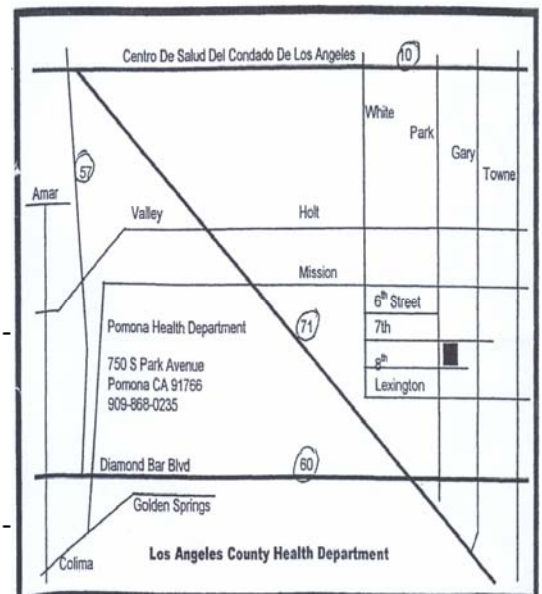 Centro De Salud Del Condado De Los Angeles
10
White
Park
Gary
Towne
57
Amar
Valley
Holt
Mission
6th Street
Pomona Health Department
71
7th
750 S Park Avenue
8th
Pomona CA 91766
Lexington
909-868-0235
Diamond Bar Blvd
60
Golden Springs
Los Angeles County Health Department
Colima